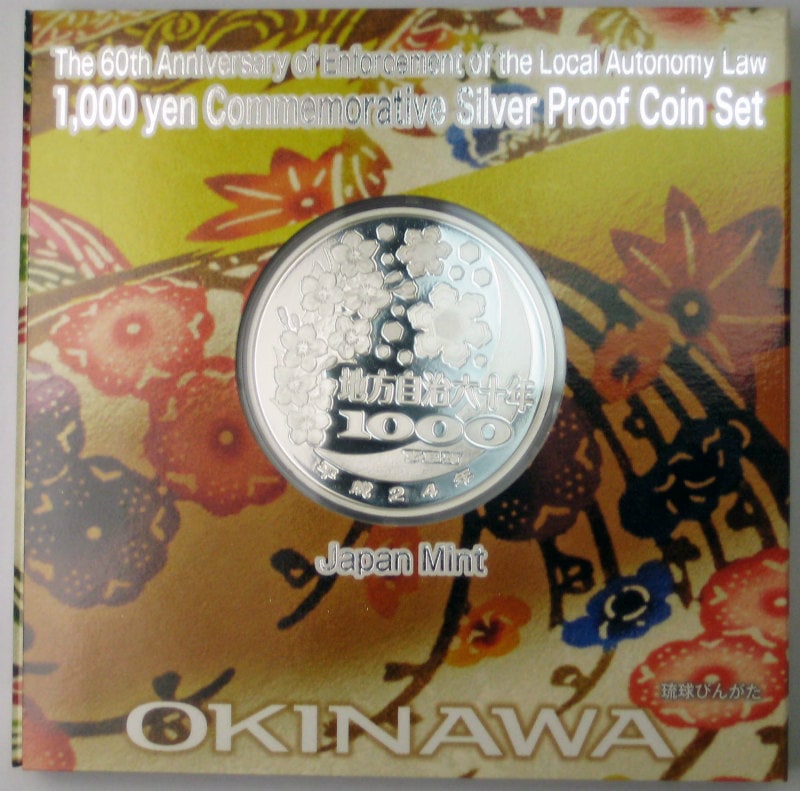 The 60th Anniversary of Enforcement of the Local Autonomy Law
1,000 yen Commemorative Silver Proof Coin Set
地方自治六十年
1000
平成24年
Japan Mint
琉球びんがた
OKINAWA